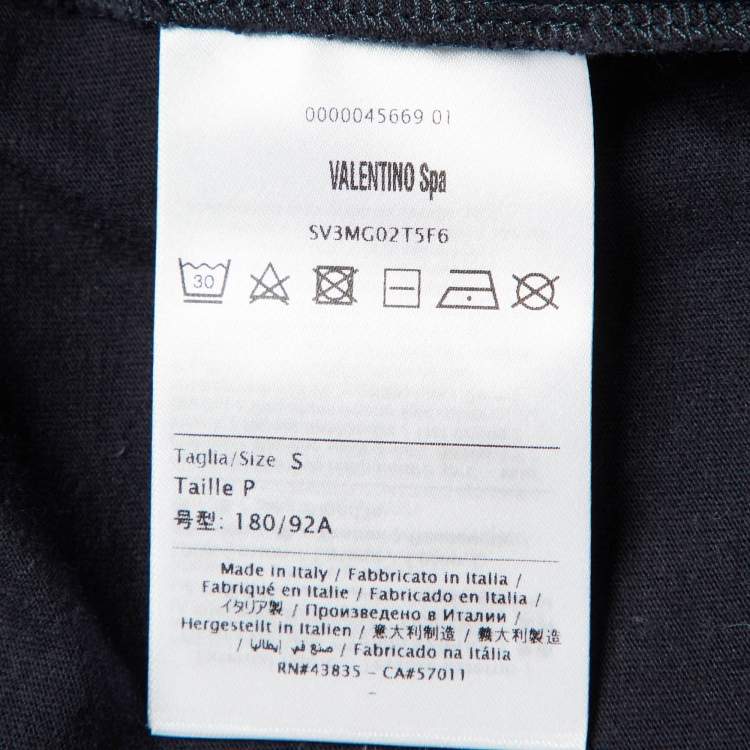 0000045669 01
VALENTINO Spa
SV3MG02T5F6
30
Taglia/Size S
Taille P
号型: 180/92A
Made in Italy / Fabbricato in Italia /
Fabriqué en Italie / Fabricado en Italia /
イタリア製 / Произведено в Италии /
Hergestellt in Italien / 意大利制造 / 義大利製造
/ صنع في إيطاليا / Fabricado na Itália
RN#43835 - CA#57011